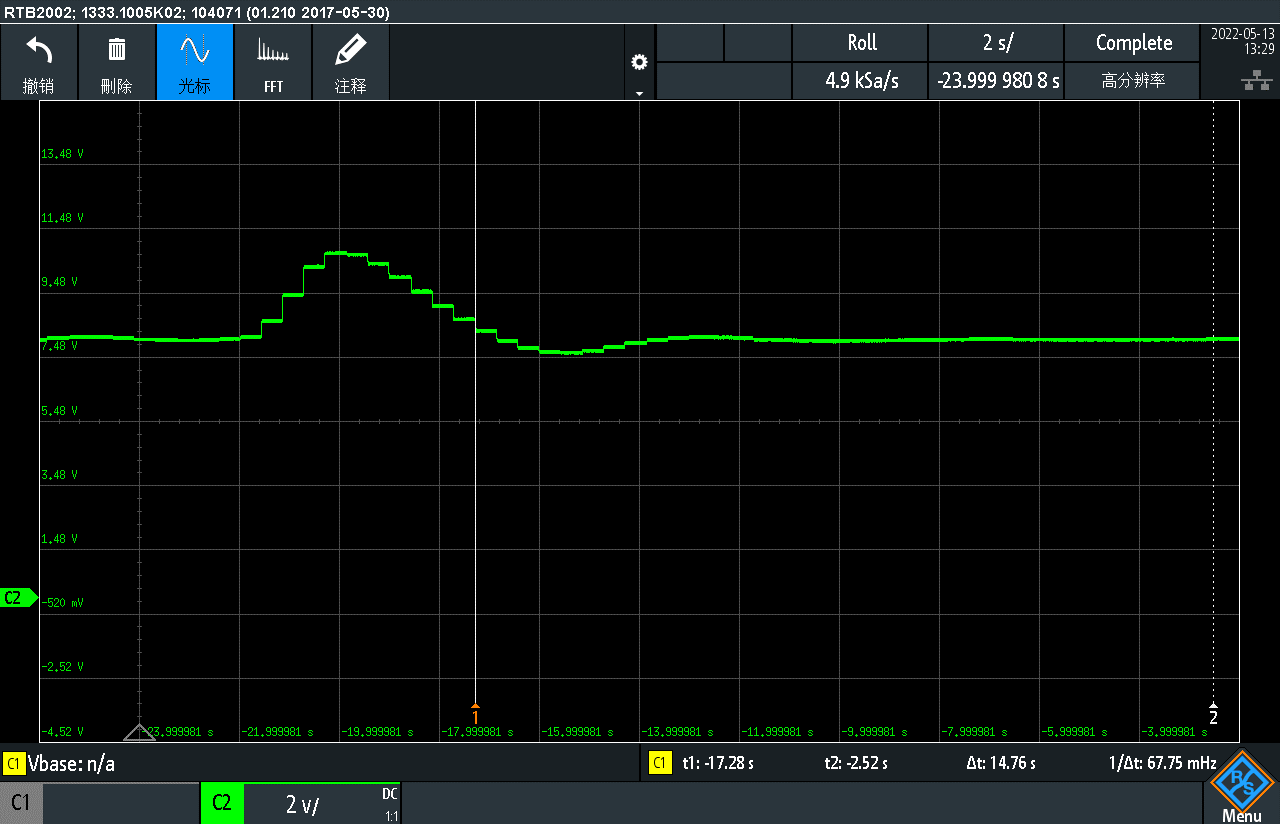 RTB2002; 1333.1005K02; 104071 (01.210 2017-05-30)
撤销
删除
光标
FFT
注释
Roll
2 s/
Complete
4.9 kSa/s
-23.999 980 8 s
高分辨率
2022-05-13
13:29
13,48 V
11,48 V
9,48 V
7,48 V
5,48 V
3,48 V
1,48 V
C2
-520 mV
-2,52 V
-4,52 V
-23,999981 s
-21,999981 s
-19,999981 s
-17,999981 s
-15,999981 s
-13,999981 s
-11,999981 s
-9,999981 s
-7,999981 s
-5,999981 s
-3,999981 s
1
2
C1 Vbase: n/a
C1 t1: -17.28 s t2: -2.52 s Δt: 14.76 s 1/Δt: 67.75 mHz
C1
C2
2 V/
DC
1:1
R S
Menu